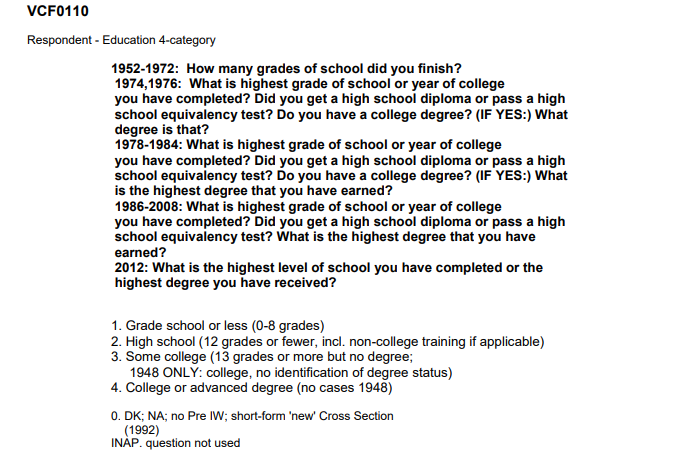 VCF0110
Respondent - Education 4-category
1952-1972: How many grades of school did you finish?
1974,1976: What is highest grade of school or year of college
you have completed? Did you get a high school diploma or pass a high
school equivalency test? Do you have a college degree? (IF YES:) What
degree is that?
1978-1984: What is highest grade of school or year of college
you have completed? Did you get a high school diploma or pass a high
school equivalency test? Do you have a college degree? (IF YES:) What
is the highest degree that you have earned?
1986-2008: What is highest grade of school or year of college
you have completed? Did you get a high school diploma or pass a high
school equivalency test? What is the highest degree that you have
earned?
2012: What is the highest level of school you have completed or the
highest degree you have received?
1. Grade school or less (0-8 grades)
2. High school (12 grades or fewer, incl. non-college training if applicable)
3. Some college (13 grades or more but no degree;
1948 ONLY: college, no identification of degree status)
4. College or advanced degree (no cases 1948)
0. DK; NA; no Pre IW; short-form 'new' Cross Section
(1992)
INAP. question not used